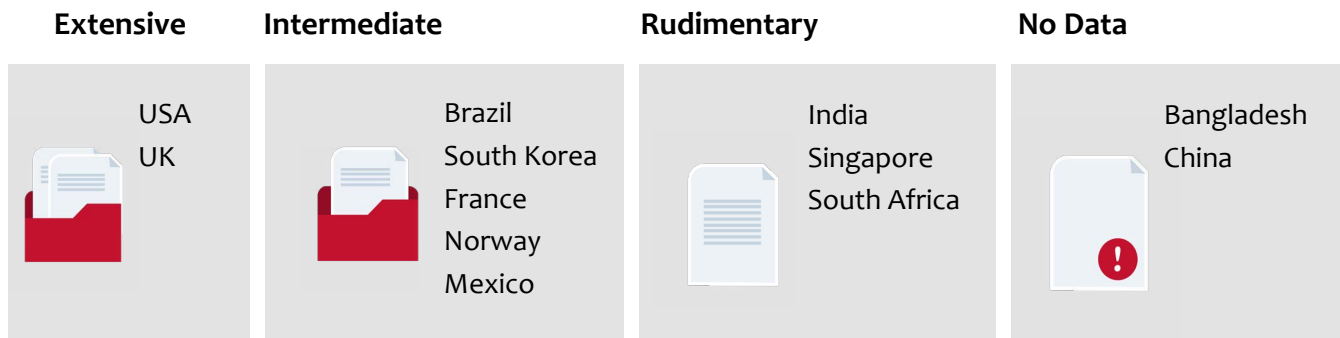 Extensive
USA
UK
Intermediate
Brazil
South Korea
France
Norway
Mexico
Rudimentary
India
Singapore
South Africa
No Data
Bangladesh
China
!